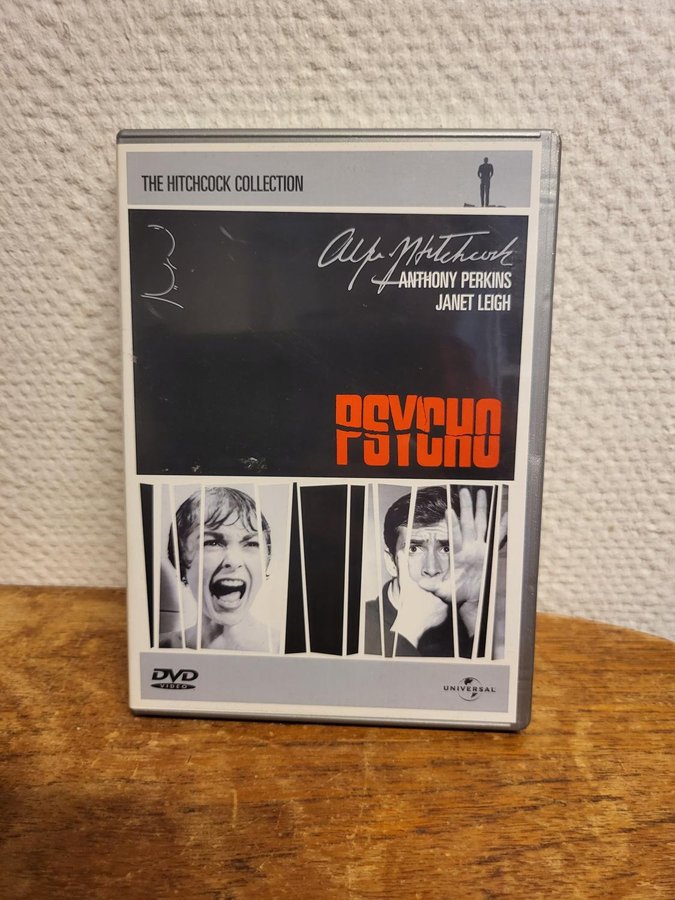 THE HITCHCOCK COLLECTION
Alfred Hitchcock
ANTHONY PERKINS
JANET LEIGH
PSYCHO
DVD
VIDEO
UNIVERSAL